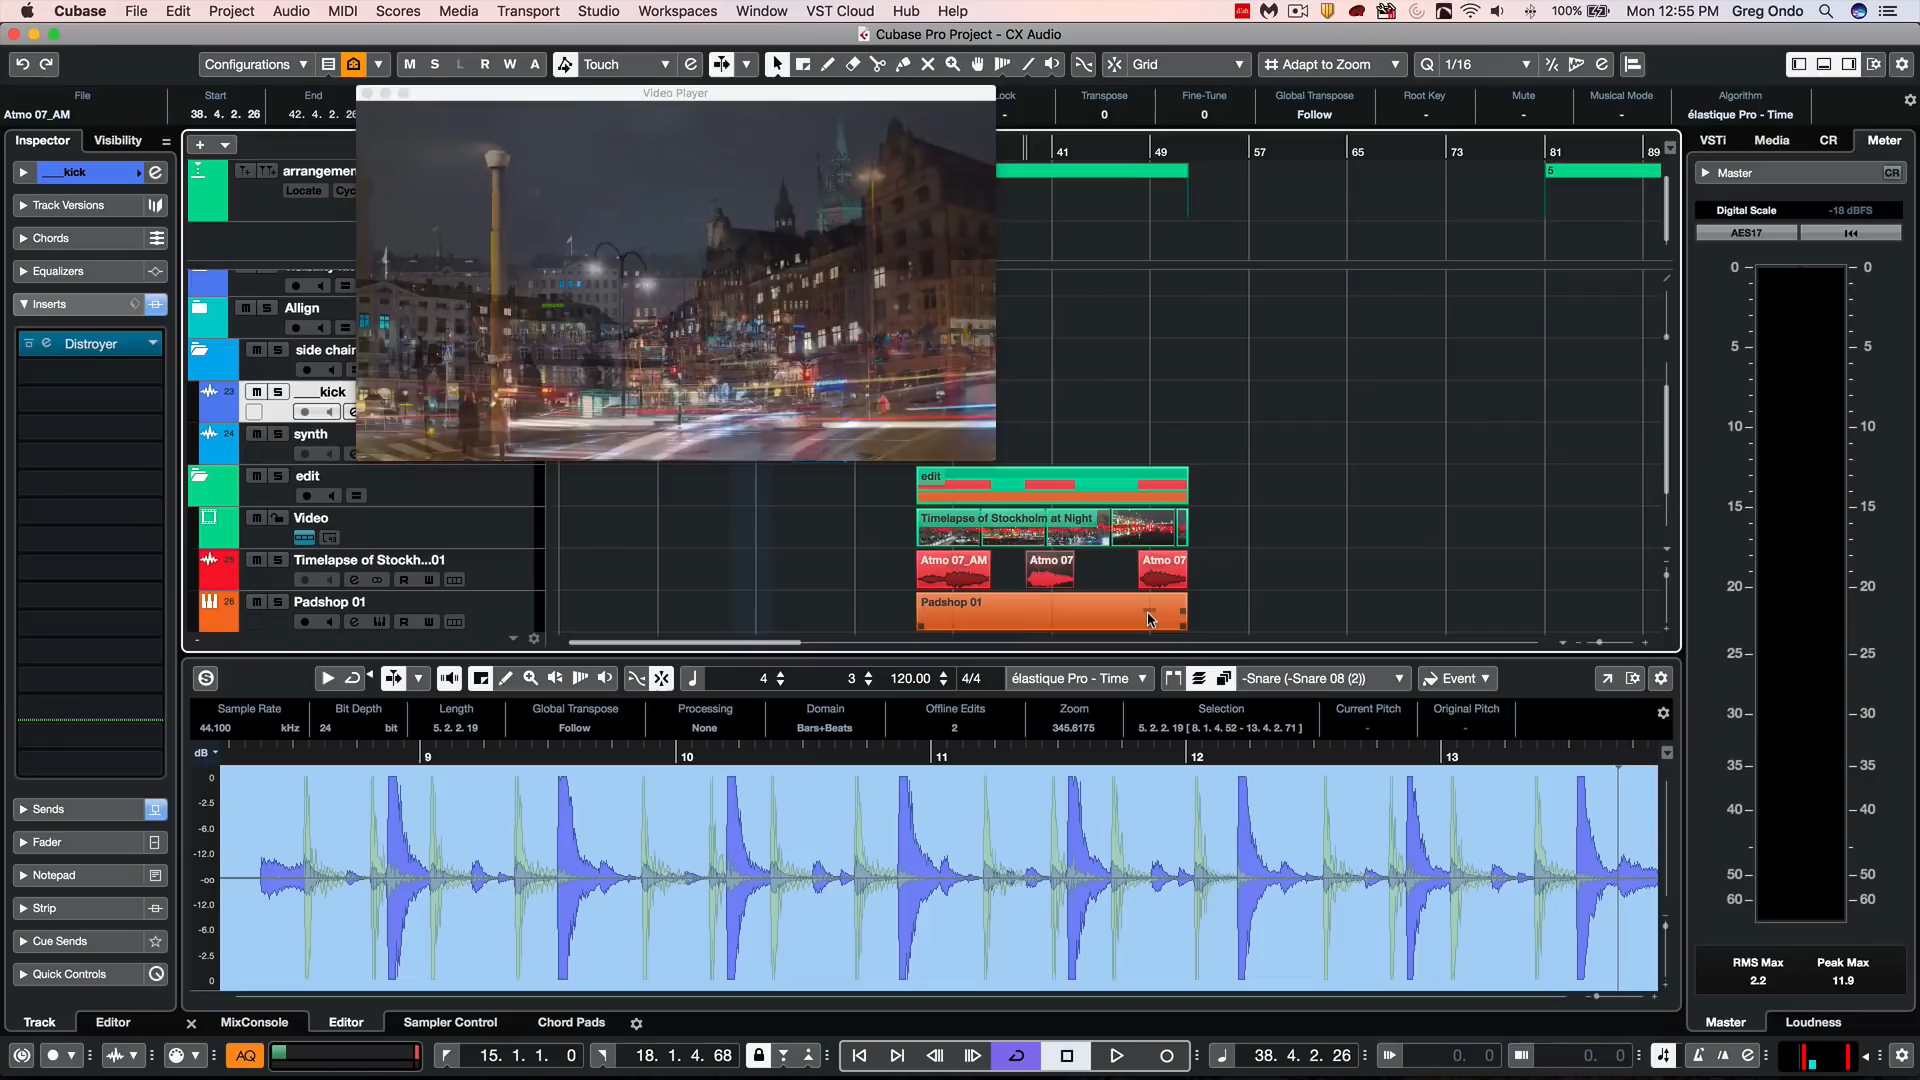 Cubase File Edit Project Audio MIDI Scores Media Transport Studio Workspaces Window VST Cloud Hub Help
100% Mon 12:55 PM Greg Ondo
Cubase Pro Project - CX Audio
Configurations M S L R W A Touch Grid Adapt to Zoom Q 1/16
File Start End Lock Transpose Fine-Tune Global Transpose Root Key Mute Musical Mode Algorithm
Atmo 07_AM 38. 4. 2. 26 42. 4. 2. 26 - 0 0 Follow - - - élastique Pro - Time
Video Player
Inspector Visibility
VSTi Media CR Meter
41 49 57 65 73 81 89
___kick
arrangement
Locate
5
Master CR
Track Versions
Chords
Digital Scale -18 dBFS
AES17
Equalizers
Inserts
Distroyer
Allign
side chain
23 ___kick
24 synth
edit
Video
25 Timelapse of Stockh...01
R W
26 Padshop 01
R W
edit
Timelapse of Stockholm at Night
Atmo 07_AM Atmo 07 Atmo 07
Padshop 01
0 0
5 5
10 10
15 15
20 20
25 25
30 30
35 35
40 40
50 50
60 60
4 3 120.00 4/4 élastique Pro - Time -Snare (-Snare 08 (2)) Event
Sample Rate Bit Depth Length Global Transpose Processing Domain Offline Edits Zoom Selection Current Pitch Original Pitch
44.100 kHz 24 bit 5. 2. 2. 19 Follow None Bars+Beats 2 345.6175 5. 2. 2. 19 [ 8. 1. 4. 52 - 13. 4. 2. 71 ] - -
dB 9 10 11 12 13
0
-2.5
-6.0
-12.0
-oo
-12.0
-6.0
-2.5
0
Sends
Fader
Notepad
Strip
Cue Sends
Quick Controls
RMS Max Peak Max
2.2 11.9
Track Editor MixConsole Editor Sampler Control Chord Pads
Master Loudness
AQ 15. 1. 1. 0 18. 1. 4. 68 38. 4. 2. 26 0. 0 0. 0